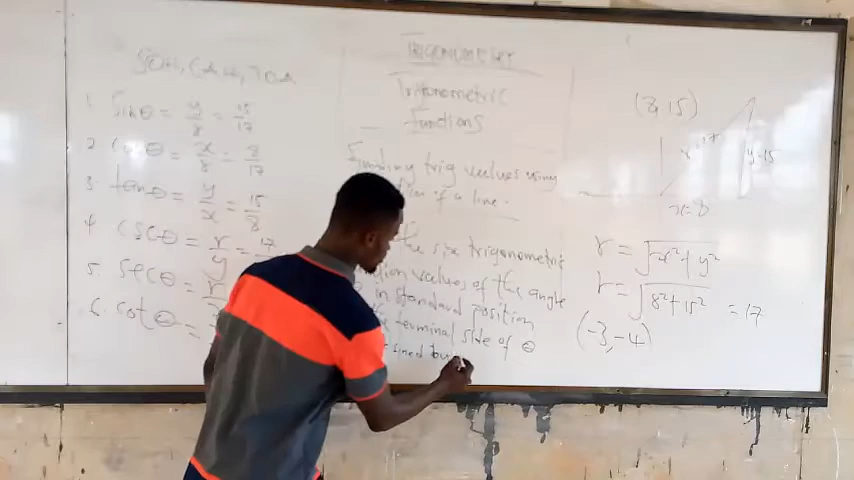 SOH, CAH, TOA
1. Sinθ = y/r = 15/17
2. Cosθ = x/r = 8/17
3. tanθ = y/x = 15/8
4. CSCθ = r/y = 17
5. Secθ = r
6. Cotθ =
TRIGONOMETRY
Trigonometric
functions
Finding trig values using
of a line.
the six trigonometric
values of the angle
in standard position
terminal side of θ
(8,15)
r=17
y=15
x=8
r = √x²+y²
r = √8²+15² = 17
(-3,-4)